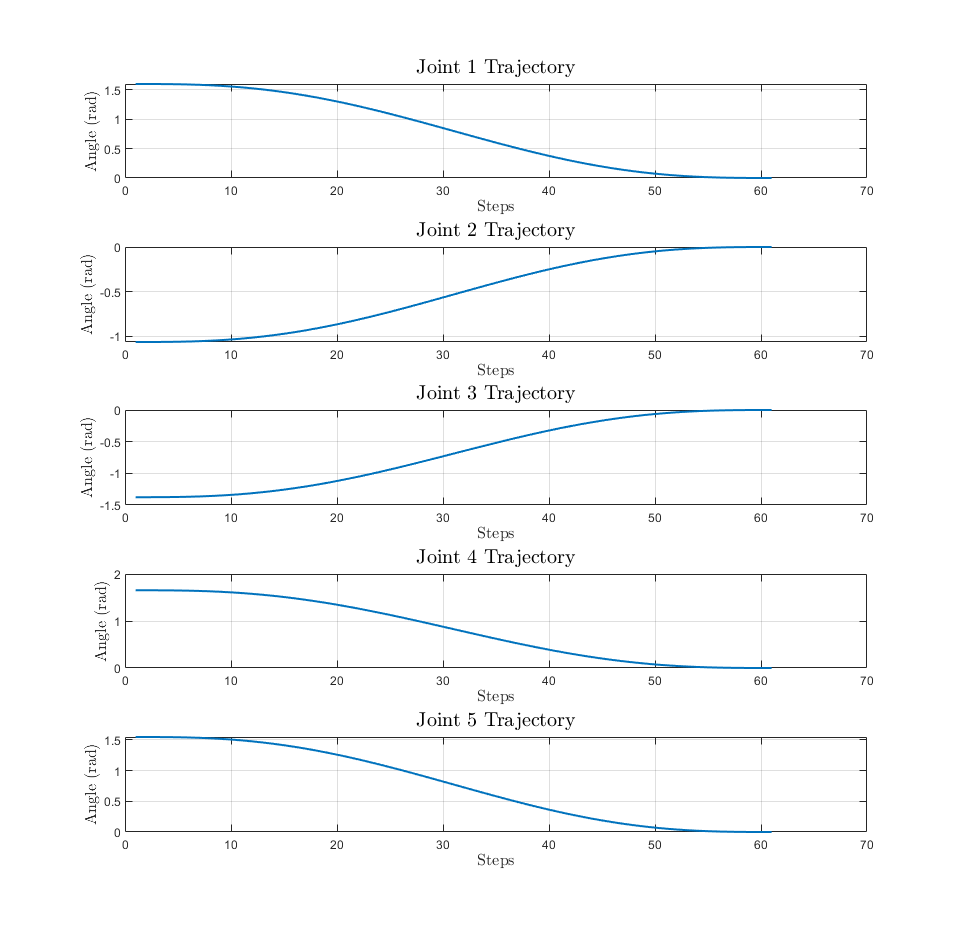 Joint 1 Trajectory
Angle (rad)
1.5
1
0.5
0
0 10 20 30 40 50 60 70
Steps
Joint 2 Trajectory
Angle (rad)
0
-0.5
-1
0 10 20 30 40 50 60 70
Steps
Joint 3 Trajectory
Angle (rad)
0
-0.5
-1
-1.5
0 10 20 30 40 50 60 70
Steps
Joint 4 Trajectory
Angle (rad)
2
1
0
0 10 20 30 40 50 60 70
Steps
Joint 5 Trajectory
Angle (rad)
1.5
1
0.5
0
0 10 20 30 40 50 60 70
Steps